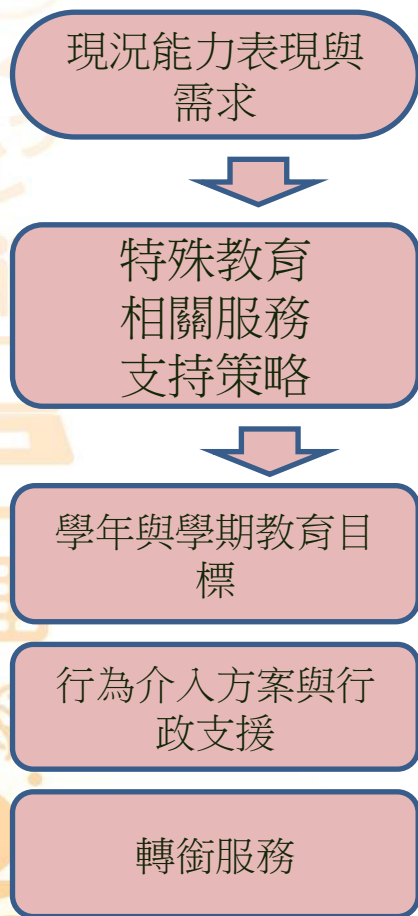 現況能力表現與
需求
特殊教育
相關服務
支持策略
學年與學期教育目
標
行為介入方案與行
政支援
轉銜服務